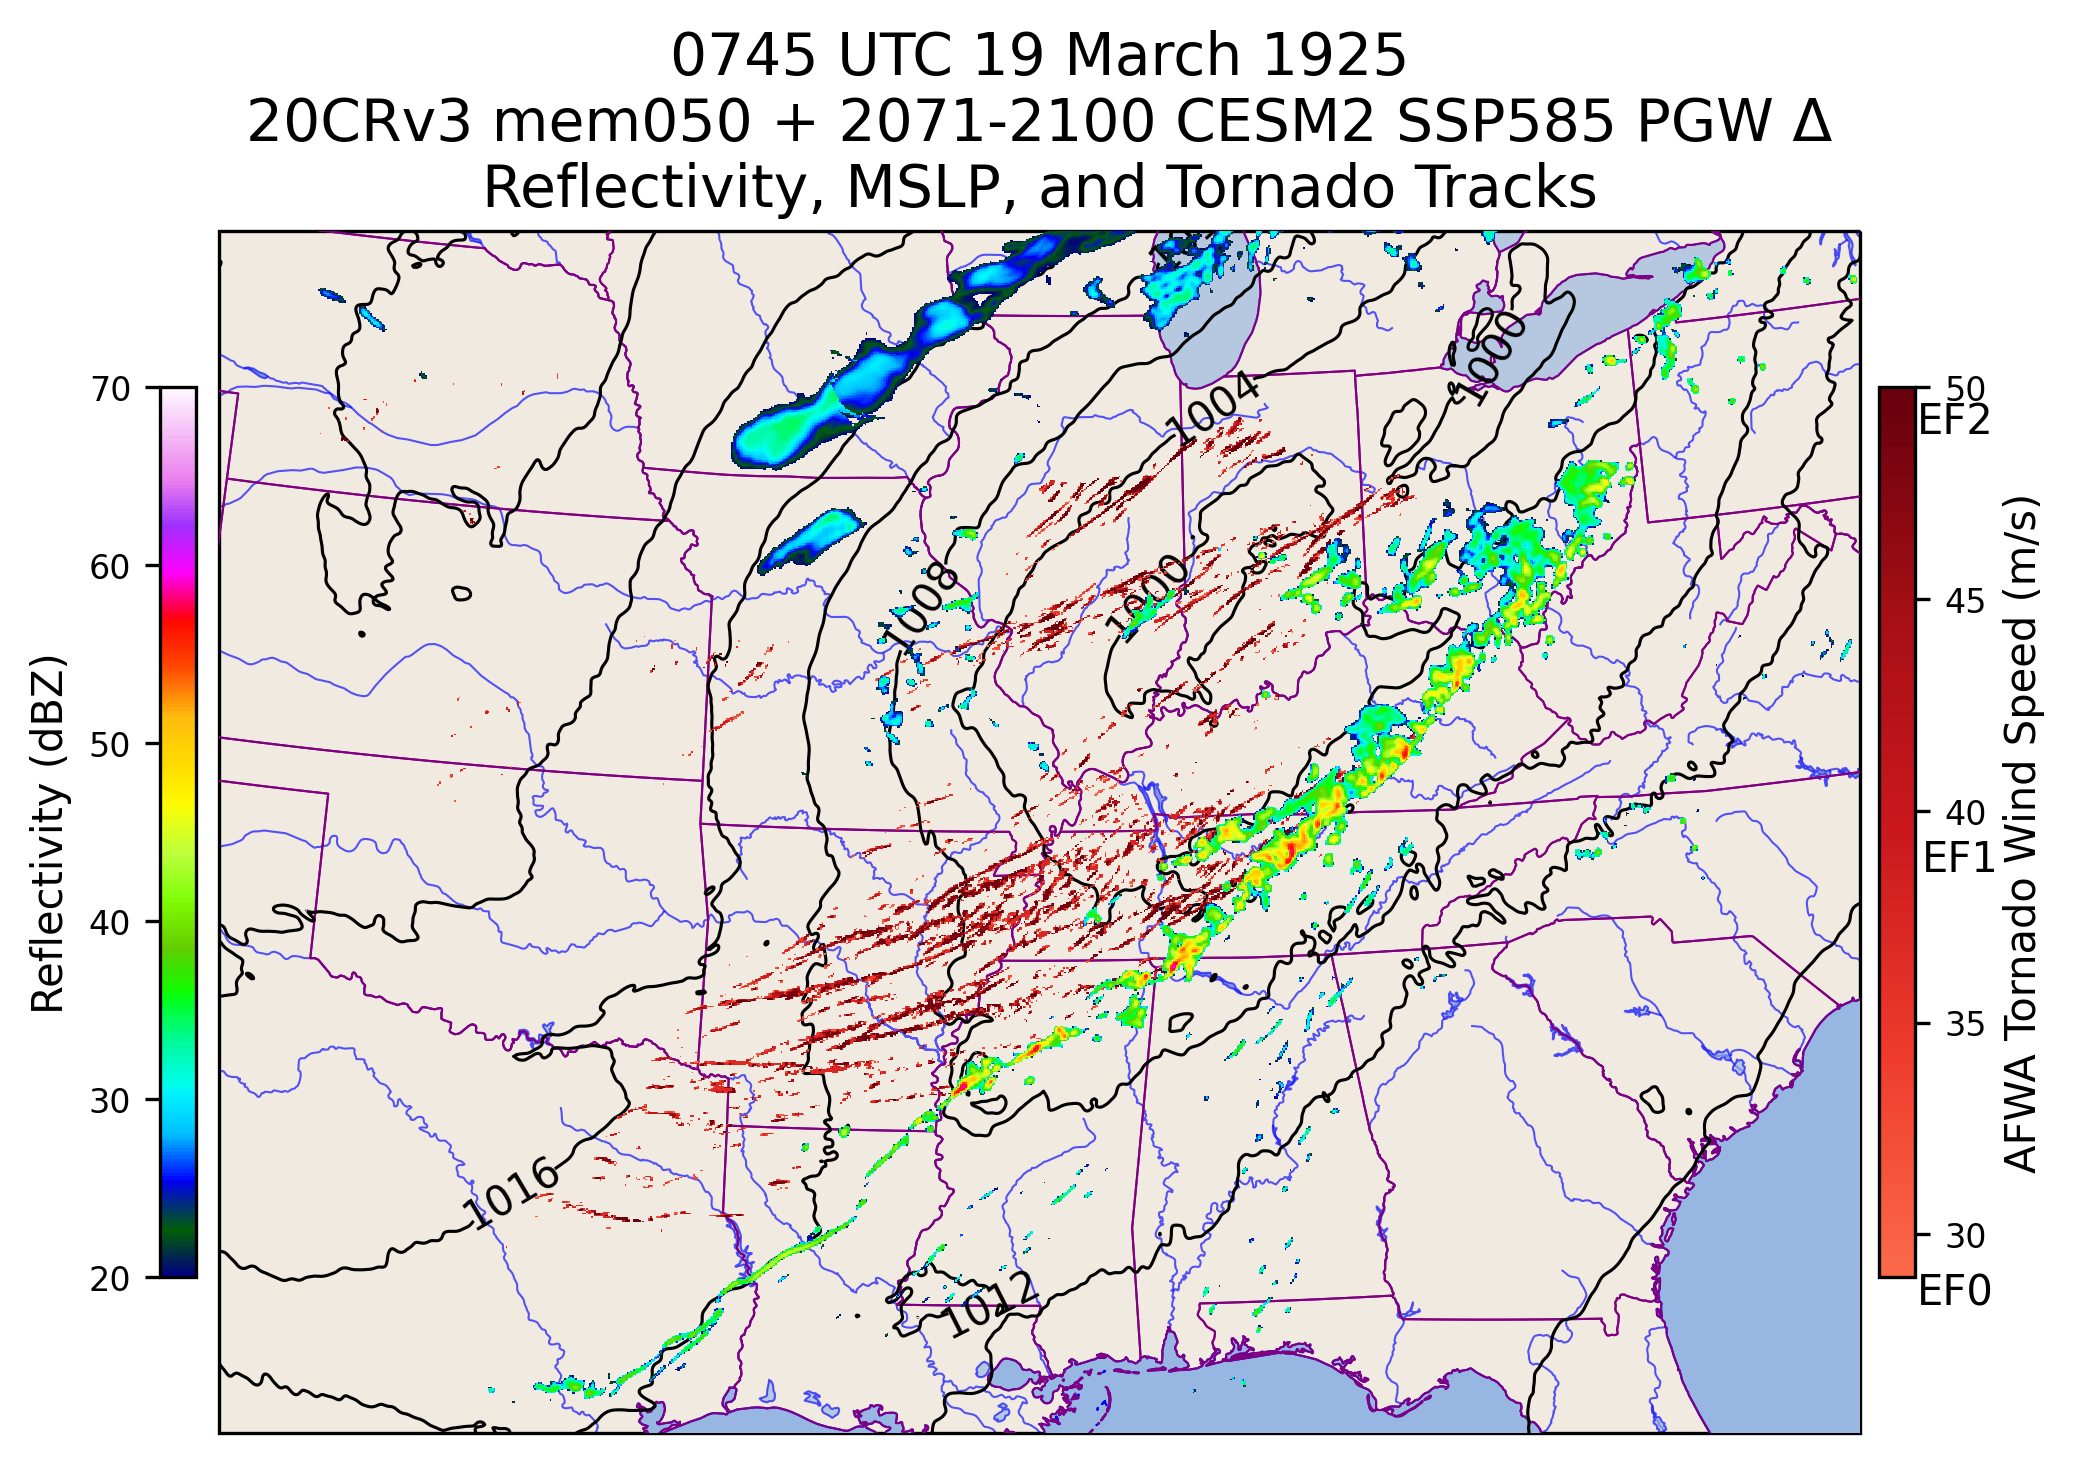 0745 UTC 19 March 1925
20CRv3 mem050 + 2071-2100 CESM2 SSP585 PGW Δ
Reflectivity, MSLP, and Tornado Tracks
70
60
50
40
30
20
Reflectivity (dBZ)
1000
1004
1008
1000
1016
1012
50
EF2
45
40
EF1
35
30
EF0
AFWA Tornado Wind Speed (m/s)